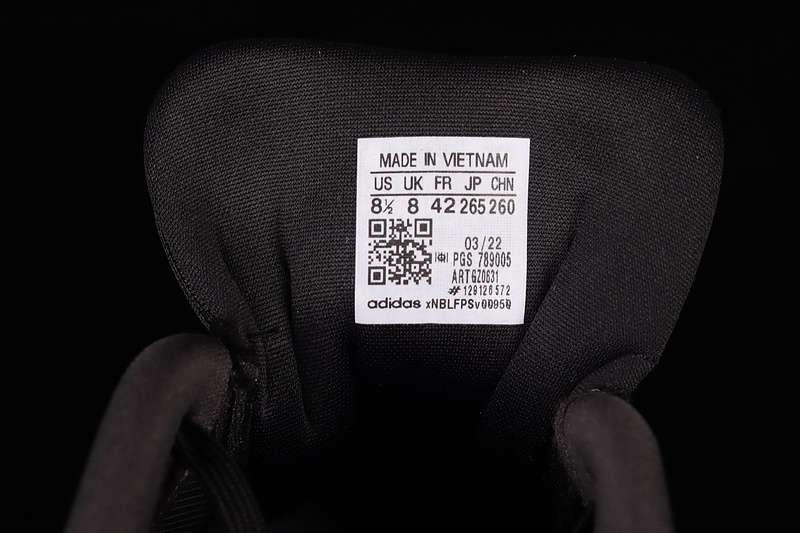 MADE IN VIETNAM
US UK FR JP CHN
8½ 8 42 265 260
03/22
PGS 789005
ART GZ0631
128126572
adidas xNBLFPSv00950